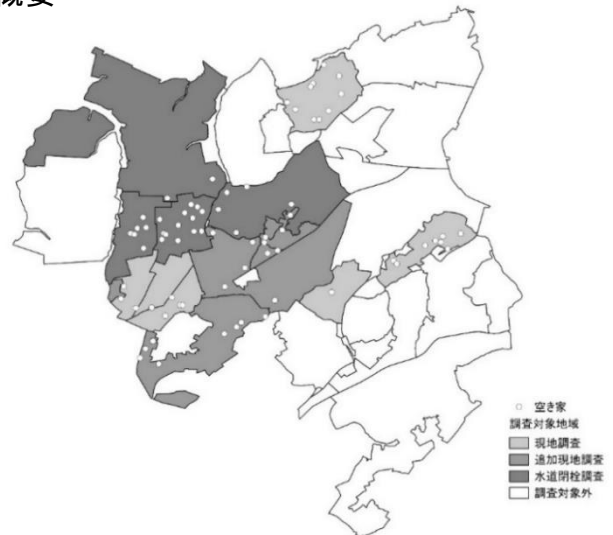 概要
空き家
調査対象地域
現地調査
追加現地調査
水道閉栓調査
調査対象外